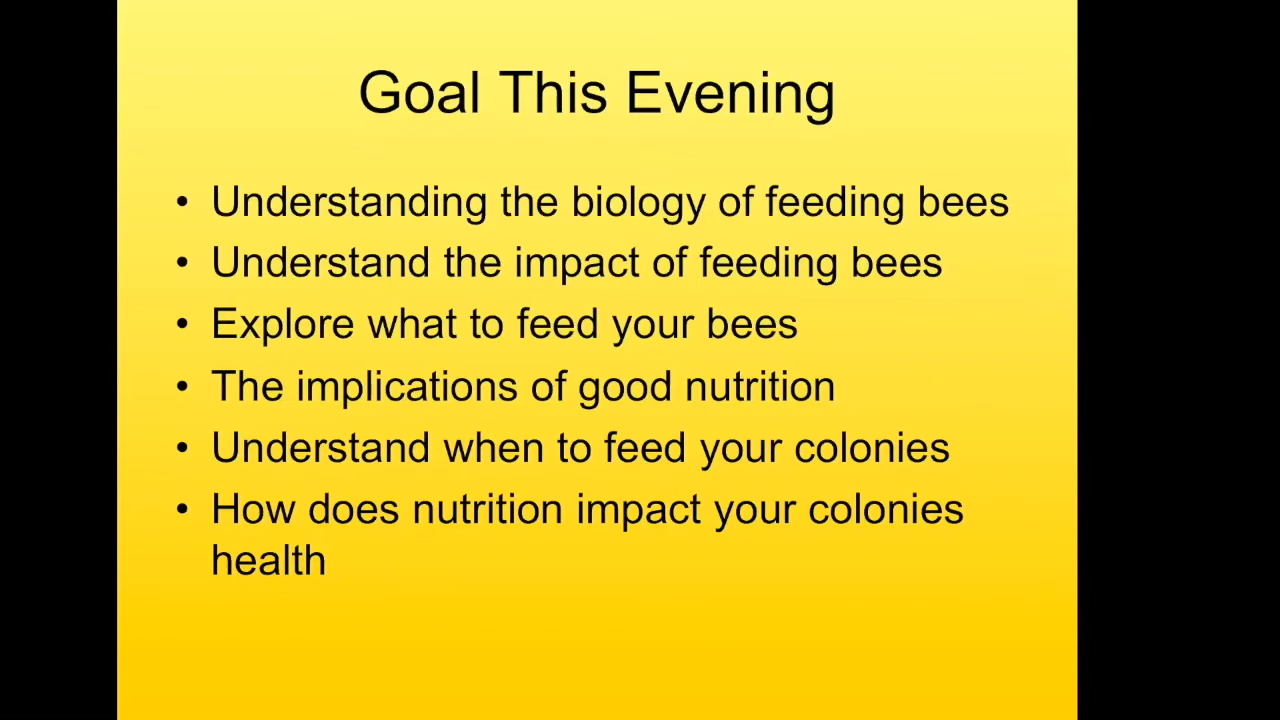 Goal This Evening
• Understanding the biology of feeding bees
• Understand the impact of feeding bees
• Explore what to feed your bees
• The implications of good nutrition
• Understand when to feed your colonies
• How does nutrition impact your colonies
health